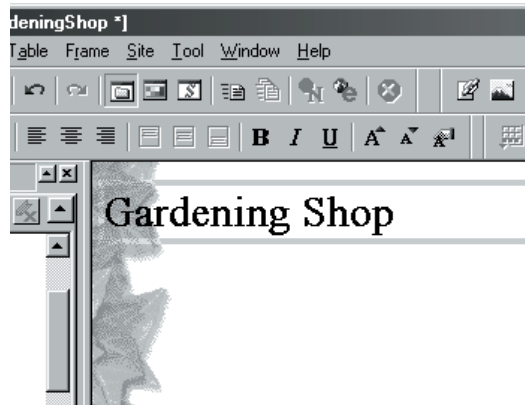 deningShop *]
Table Frame Site Tool Window Help
B I U A A A
Gardening Shop